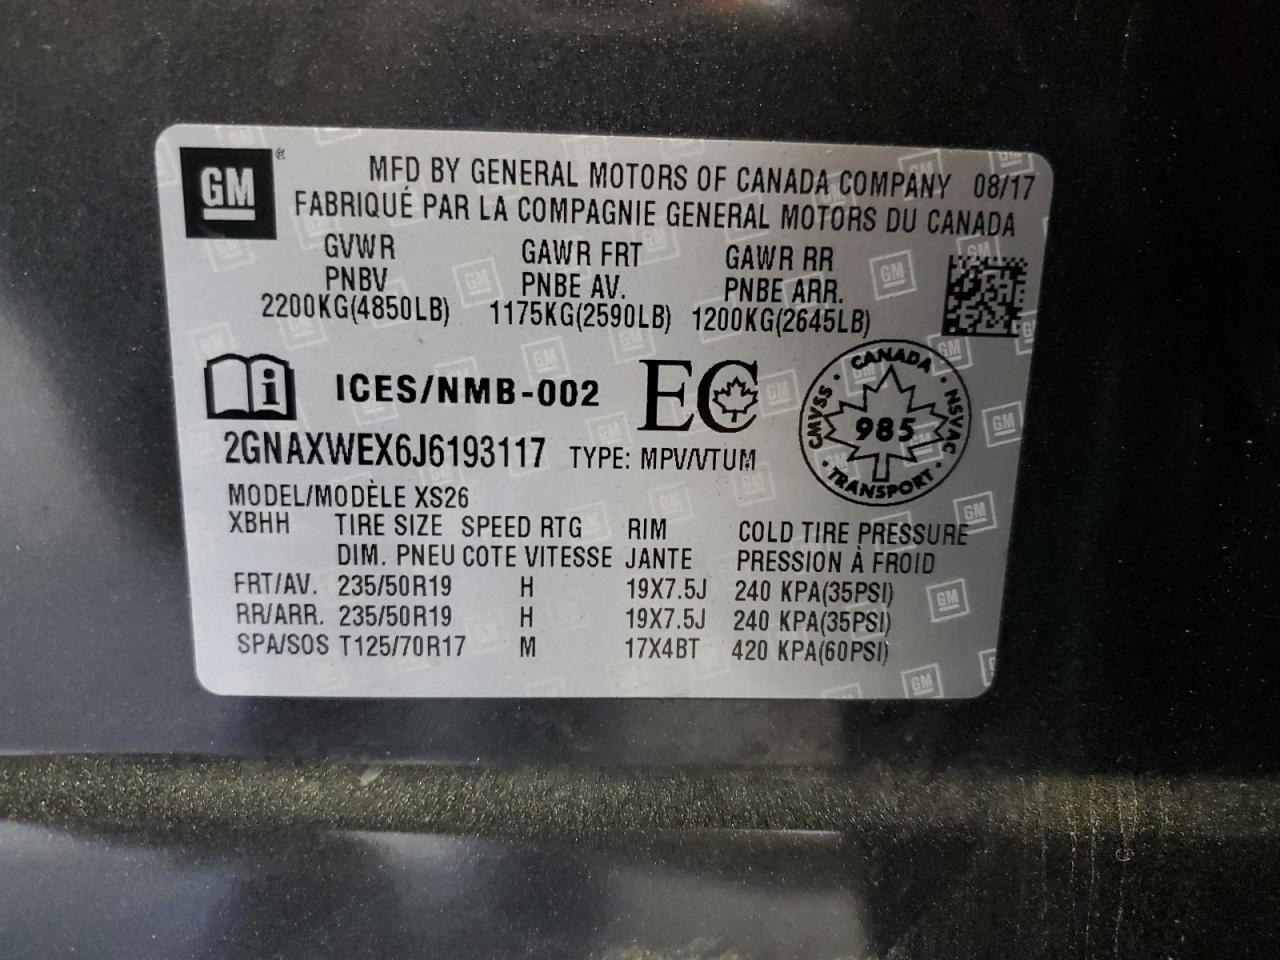 GM®
MFD BY GENERAL MOTORS OF CANADA COMPANY 08/17
FABRIQUÉ PAR LA COMPAGNIE GENERAL MOTORS DU CANADA
GVWR GAWR FRT GAWR RR
PNBV PNBE AV. PNBE ARR.
2200KG(4850LB) 1175KG(2590LB) 1200KG(2645LB)
i ICES/NMB-002 EC
CANADA
CMVSS 985 NSVAC
TRANSPORT
2GNAXWEX6J6193117 TYPE: MPV/VTUM
MODEL/MODÈLE XS26
XBHH TIRE SIZE SPEED RTG RIM COLD TIRE PRESSURE
DIM. PNEU COTE VITESSE JANTE PRESSION À FROID
FRT/AV. 235/50R19 H 19X7.5J 240 KPA(35PSI)
RR/ARR. 235/50R19 H 19X7.5J 240 KPA(35PSI)
SPA/SOS T125/70R17 M 17X4BT 420 KPA(60PSI)